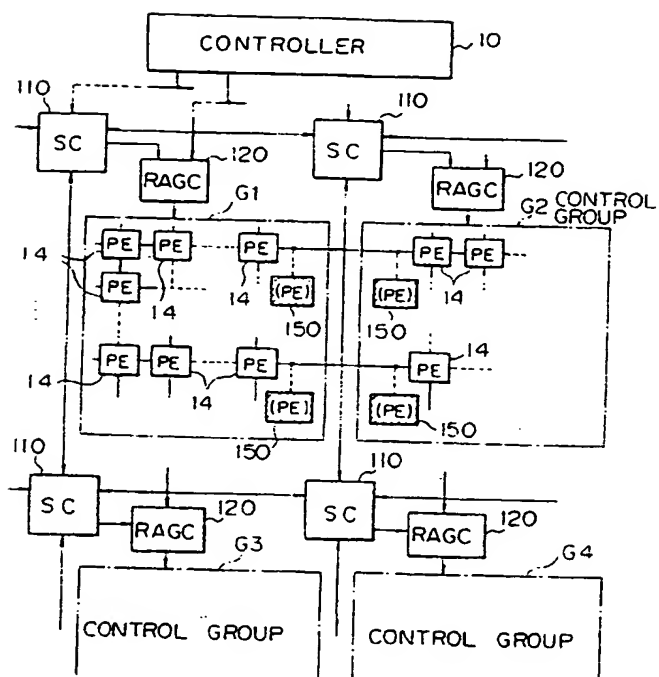 CONTROLLER
10
110
SC
110
SC
120
RAGC
120
RAGC
G1
G2 CONTROL
GROUP
PE
PE
PE
PE
PE
14
14
14
14
PE
(PE)
150
(PE)
150
PE
PE
PE
PE
14
14
14
(PE)
150
(PE)
150
110
SC
110
SC
120
RAGC
120
RAGC
G3
G4
CONTROL GROUP
CONTROL GROUP